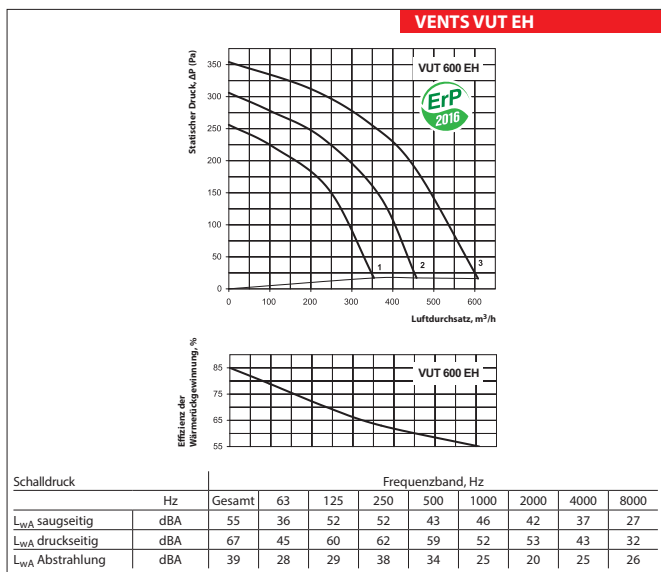 VENTS VUT EH
Statischer Druck, ΔP (Pa)
350
300
250
200
150
100
50
0
VUT 600 EH
ErP
2016
1
2
3
0 100 200 300 400 500 600
Luftdurchsatz, m³/h
Effizienz der
Wärmerückgewinnung, %
85
75
65
55
VUT 600 EH
Schalldruck Frequenzband, Hz
Hz Gesamt 63 125 250 500 1000 2000 4000 8000
LwA saugseitig dBA 55 36 52 52 43 46 42 37 27
LwA druckseitig dBA 67 45 60 62 59 52 53 43 32
LwA Abstrahlung dBA 39 28 29 38 34 25 20 25 26